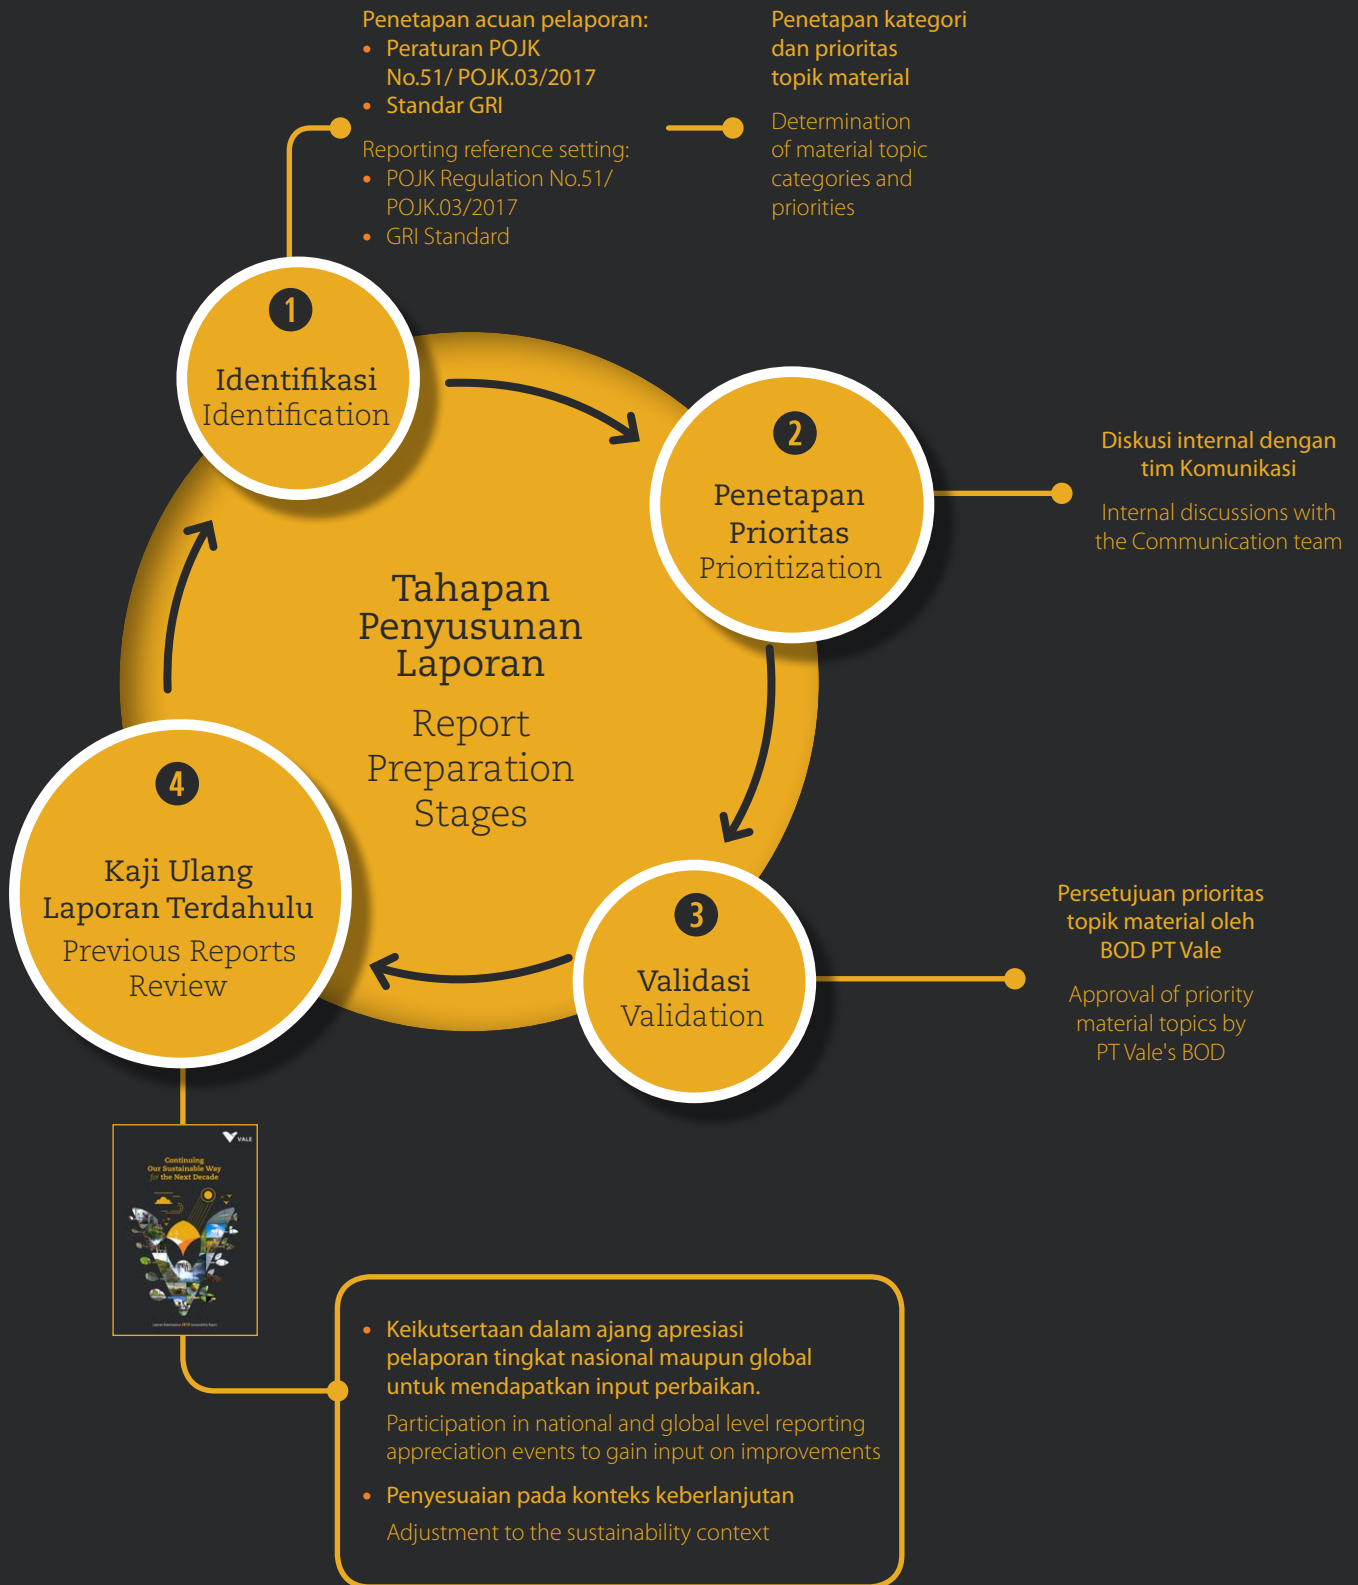 Penetapan acuan pelaporan:
• Peraturan POJK
No.51/ POJK.03/2017
• Standar GRI
Reporting reference setting:
• POJK Regulation No.51/
POJK.03/2017
• GRI Standard
Penetapan kategori
dan prioritas
topik material
Determination
of material topic
categories and
priorities
1
Identifikasi
Identification
2
Penetapan
Prioritas
Prioritization
Diskusi internal dengan
tim Komunikasi
Internal discussions with
the Communication team
Tahapan
Penyusunan
Laporan
Report
Preparation
Stages
3
Validasi
Validation
Persetujuan prioritas
topik material oleh
BOD PT Vale
Approval of priority
material topics by
PT Vale's BOD
4
Kaji Ulang
Laporan Terdahulu
Previous Reports
Review
VALE
Continuing
Our Sustainable Way
for the Next Decade
• Keikutsertaan dalam ajang apresiasi
pelaporan tingkat nasional maupun global
untuk mendapatkan input perbaikan.
Participation in national and global level reporting
appreciation events to gain input on improvements
• Penyesuaian pada konteks keberlanjutan
Adjustment to the sustainability context